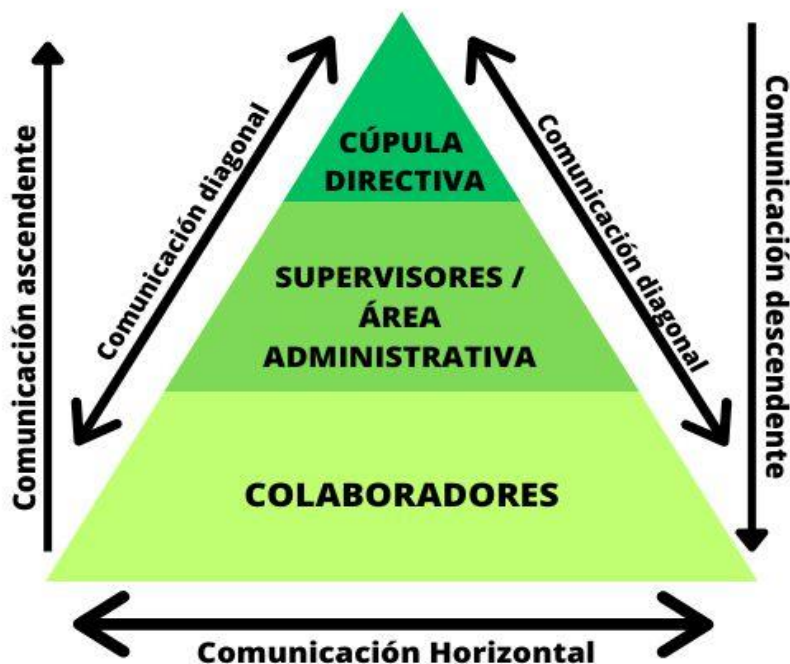 CÚPULA
DIRECTIVA
SUPERVISORES /
ÁREA
ADMINISTRATIVA
COLABORADORES
Comunicación ascendente
Comunicación diagonal
Comunicación diagonal
Comunicación descendente
Comunicación Horizontal